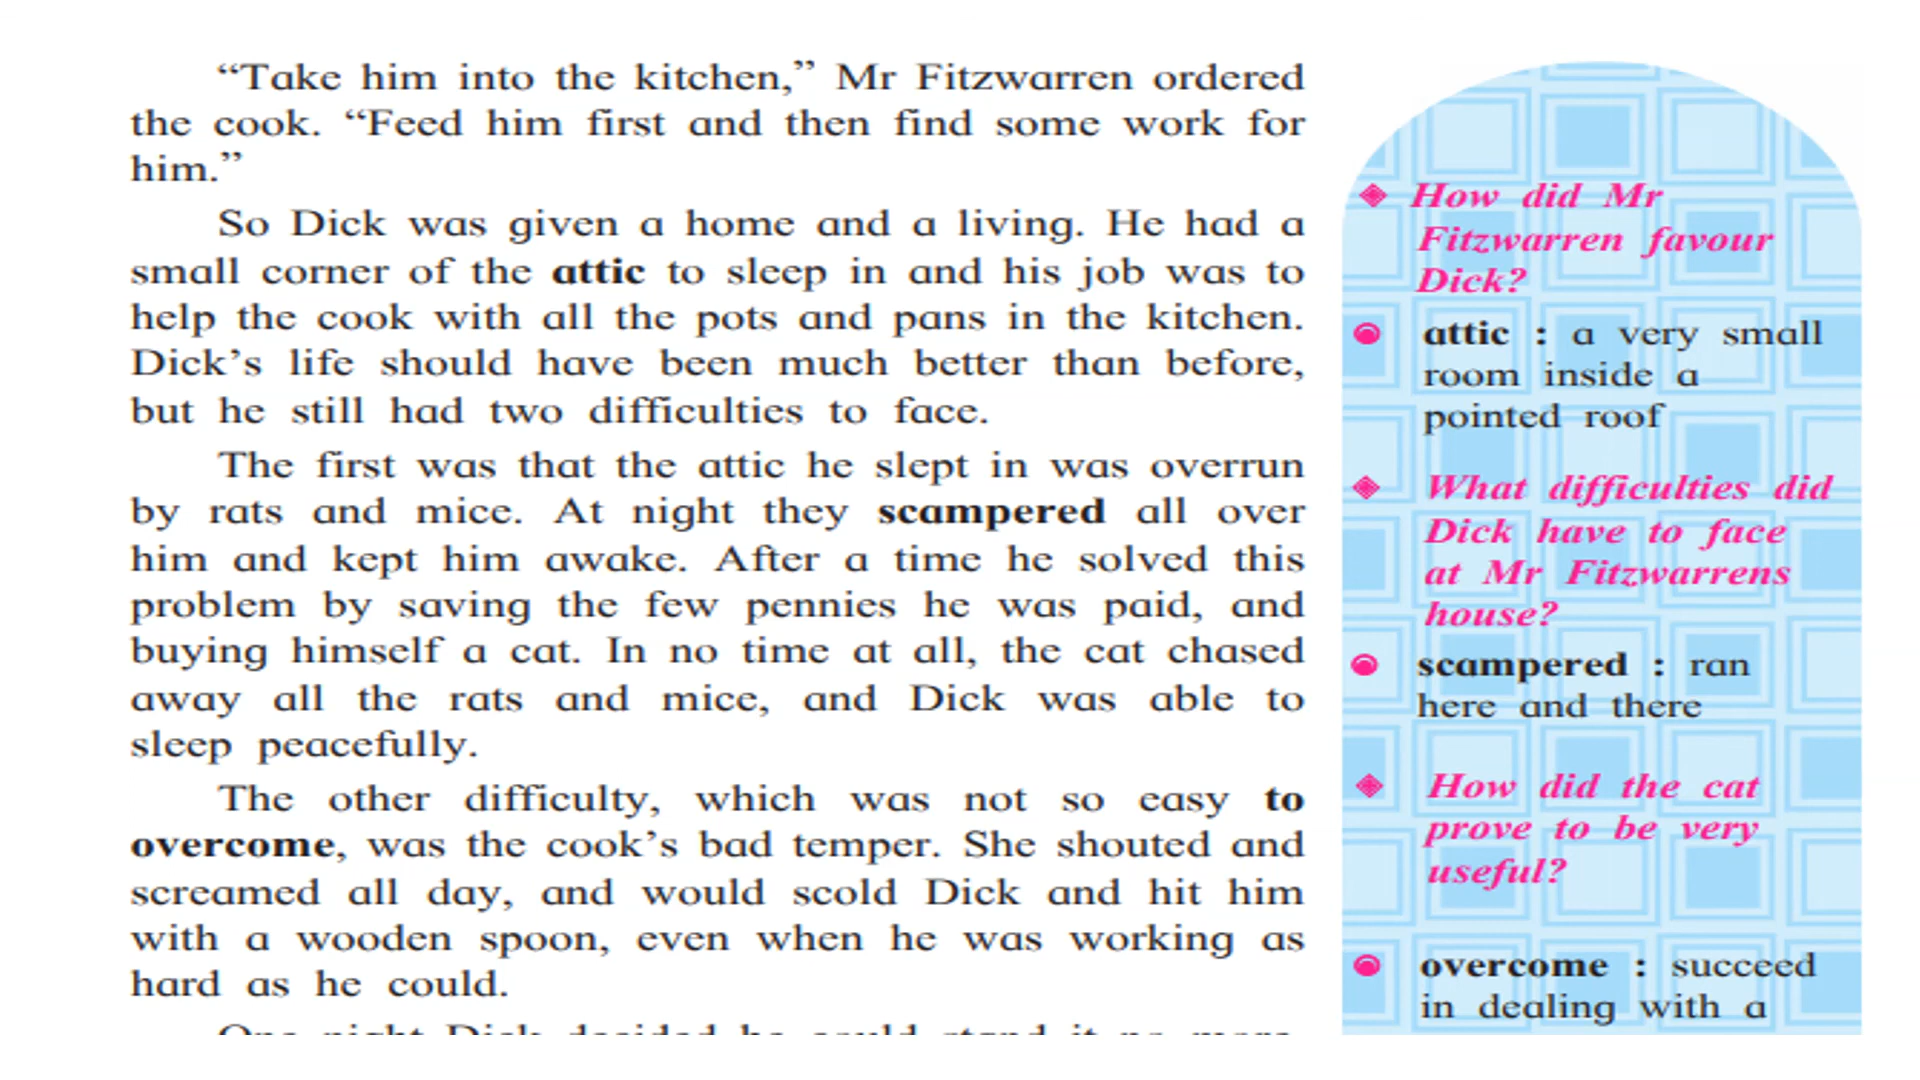 “Take him into the kitchen,” Mr Fitzwarren ordered
the cook. “Feed him first and then find some work for
him.”
So Dick was given a home and a living. He had a
small corner of the attic to sleep in and his job was to
help the cook with all the pots and pans in the kitchen.
Dick’s life should have been much better than before,
but he still had two difficulties to face.
The first was that the attic he slept in was overrun
by rats and mice. At night they scampered all over
him and kept him awake. After a time he solved this
problem by saving the few pennies he was paid, and
buying himself a cat. In no time at all, the cat chased
away all the rats and mice, and Dick was able to
sleep peacefully.
The other difficulty, which was not so easy to
overcome, was the cook’s bad temper. She shouted and
screamed all day, and would scold Dick and hit him
with a wooden spoon, even when he was working as
hard as he could.
One night Dick decided he could stand it no more.
How did Mr
Fitzwarren favour
Dick?
attic : a very small
room inside a
pointed roof
What difficulties did
Dick have to face
at Mr Fitzwarrens
house?
scampered : ran
here and there
How did the cat
prove to be very
useful?
overcome : succeed
in dealing with a